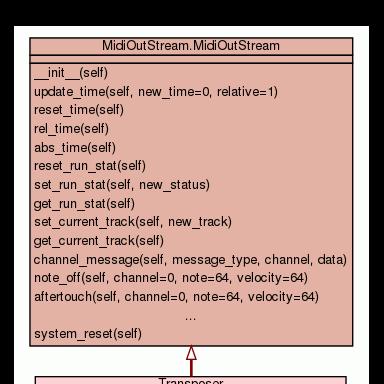 MidiOutStream.MidiOutStream
__init__(self)
update_time(self, new_time=0, relative=1)
reset_time(self)
rel_time(self)
abs_time(self)
reset_run_stat(self)
set_run_stat(self, new_status)
get_run_stat(self)
set_current_track(self, new_track)
get_current_track(self)
channel_message(self, message_type, channel, data)
note_off(self, channel=0, note=64, velocity=64)
aftertouch(self, channel=0, note=64, velocity=64)
...
system_reset(self)
Transposer